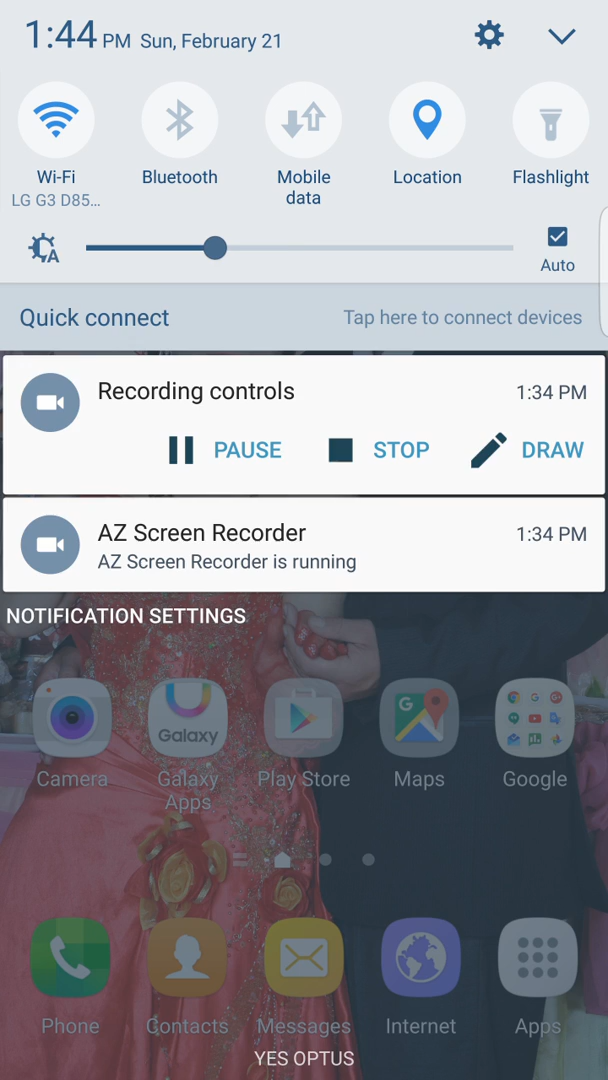 1:44 PM Sun, February 21
Wi-Fi
LG G3 D85...
Bluetooth
Mobile
data
Location
Flashlight
A
Auto
Quick connect
Tap here to connect devices
Recording controls
1:34 PM
PAUSE
STOP
DRAW
AZ Screen Recorder
1:34 PM
AZ Screen Recorder is running
NOTIFICATION SETTINGS
Galaxy
G
Camera
Galaxy
Apps
Play Store
Maps
Google
Phone
Contacts
Messages
Internet
Apps
YES OPTUS